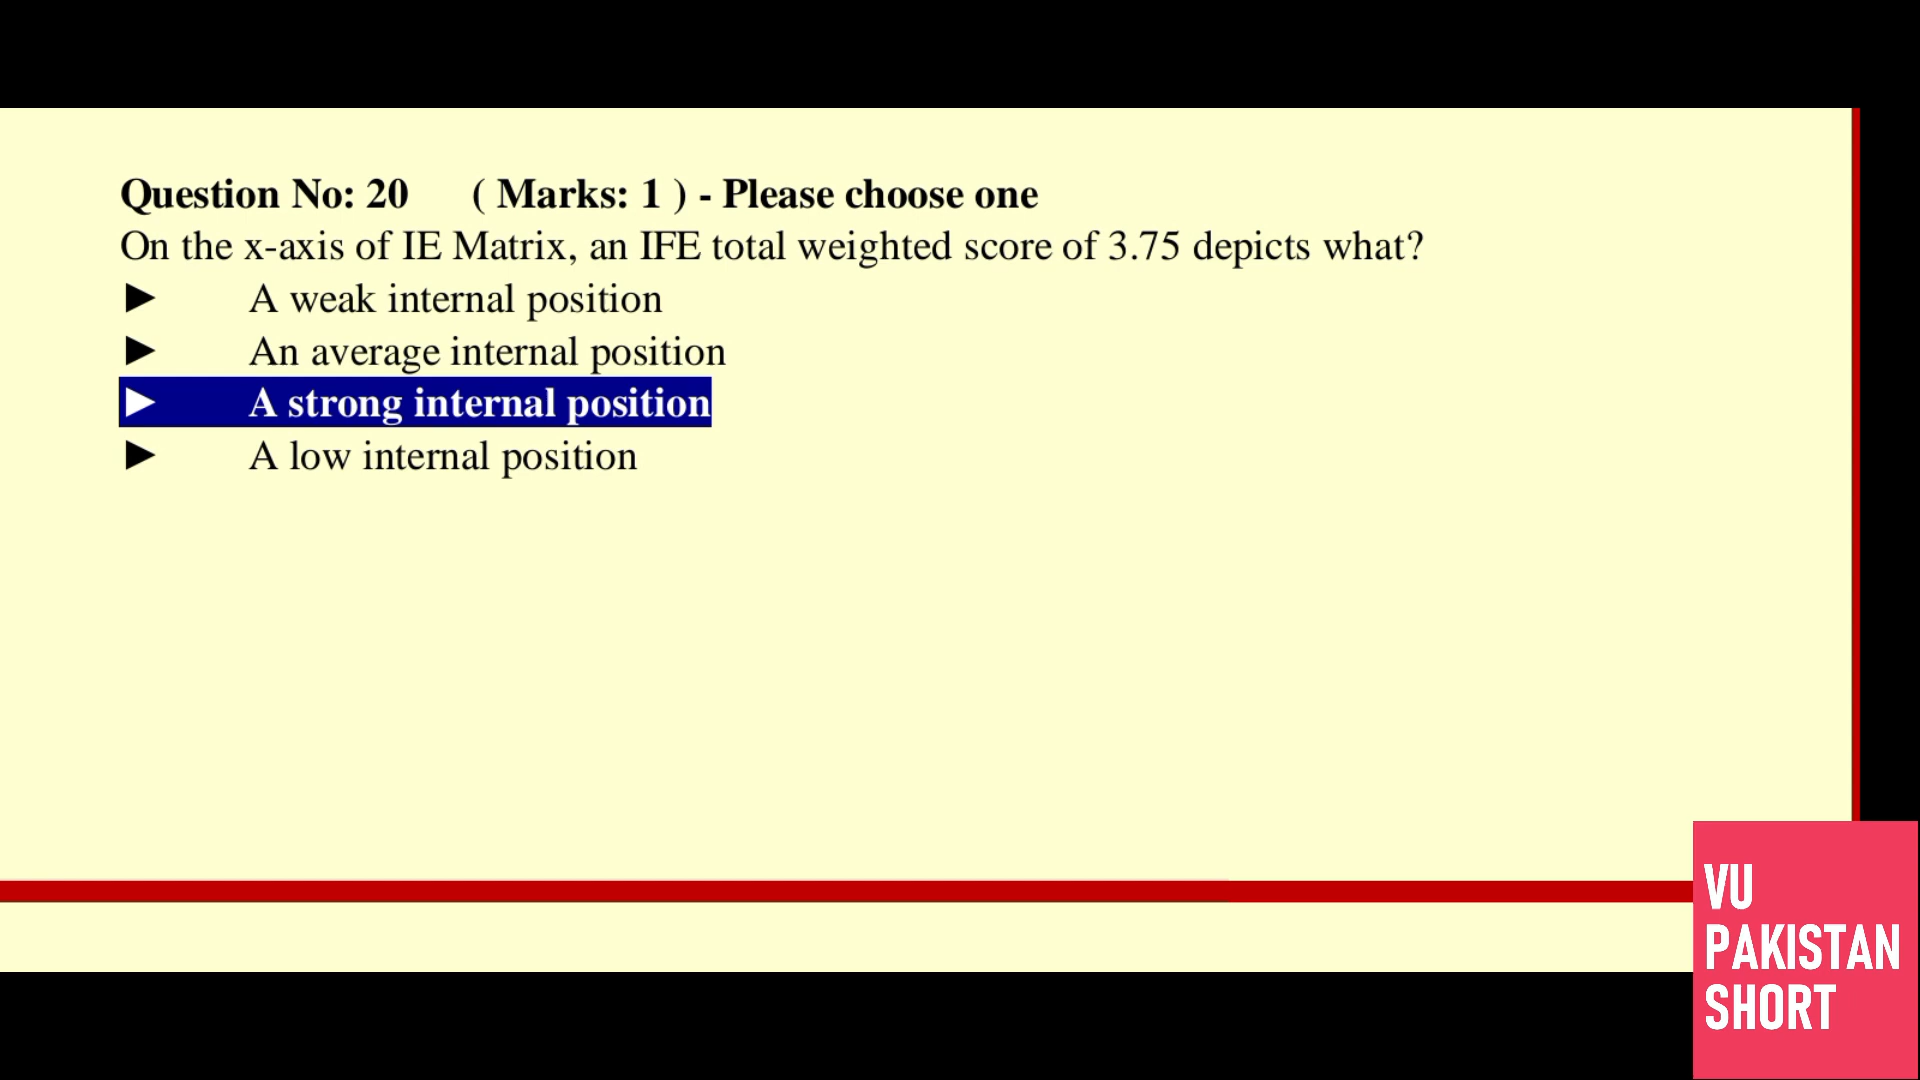 Question No: 20 ( Marks: 1 ) - Please choose one
On the x-axis of IE Matrix, an IFE total weighted score of 3.75 depicts what?
► A weak internal position
► An average internal position
► A strong internal position
► A low internal position
VU
PAKISTAN
SHORT